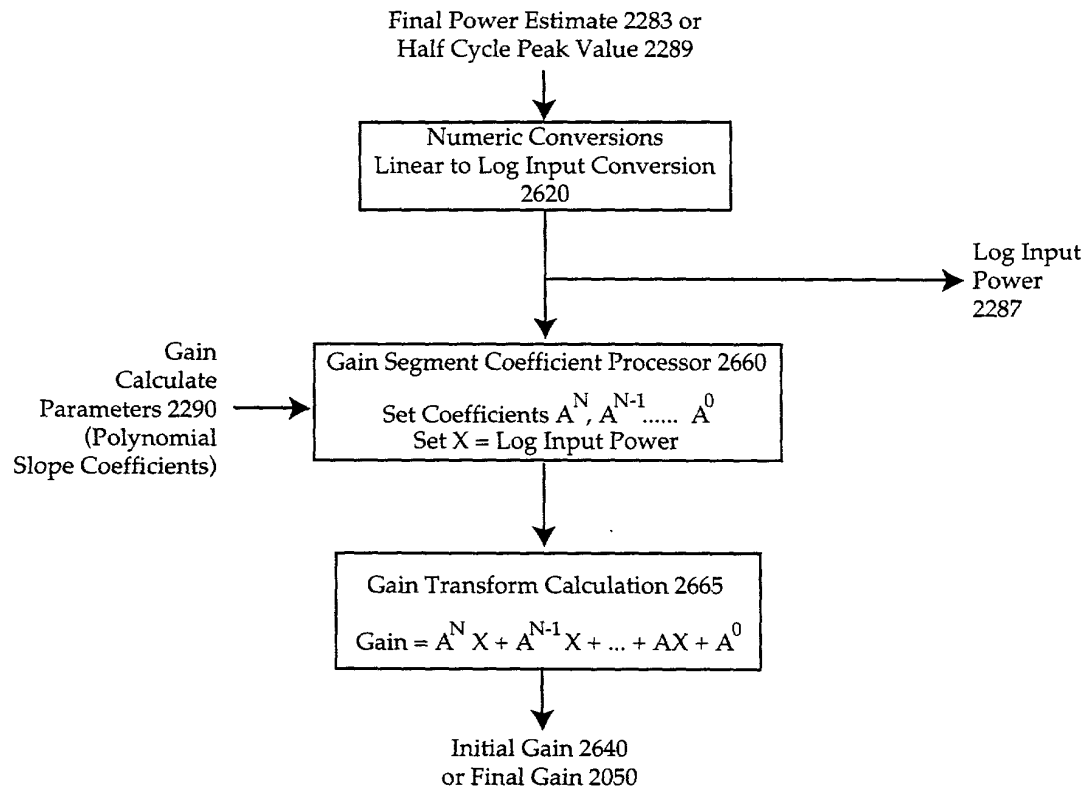 Final Power Estimate 2283 or
Half Cycle Peak Value 2289
Numeric Conversions
Linear to Log Input Conversion
2620
Log Input
Power
2287
Gain
Calculate
Parameters 2290
(Polynomial
Slope Coefficients)
Gain Segment Coefficient Processor 2660
Set Coefficients A^N, A^N-1...... A^0
Set X = Log Input Power
Gain Transform Calculation 2665
Gain = A^N X + A^N-1 X + ... + AX + A^0
Initial Gain 2640
or Final Gain 2050